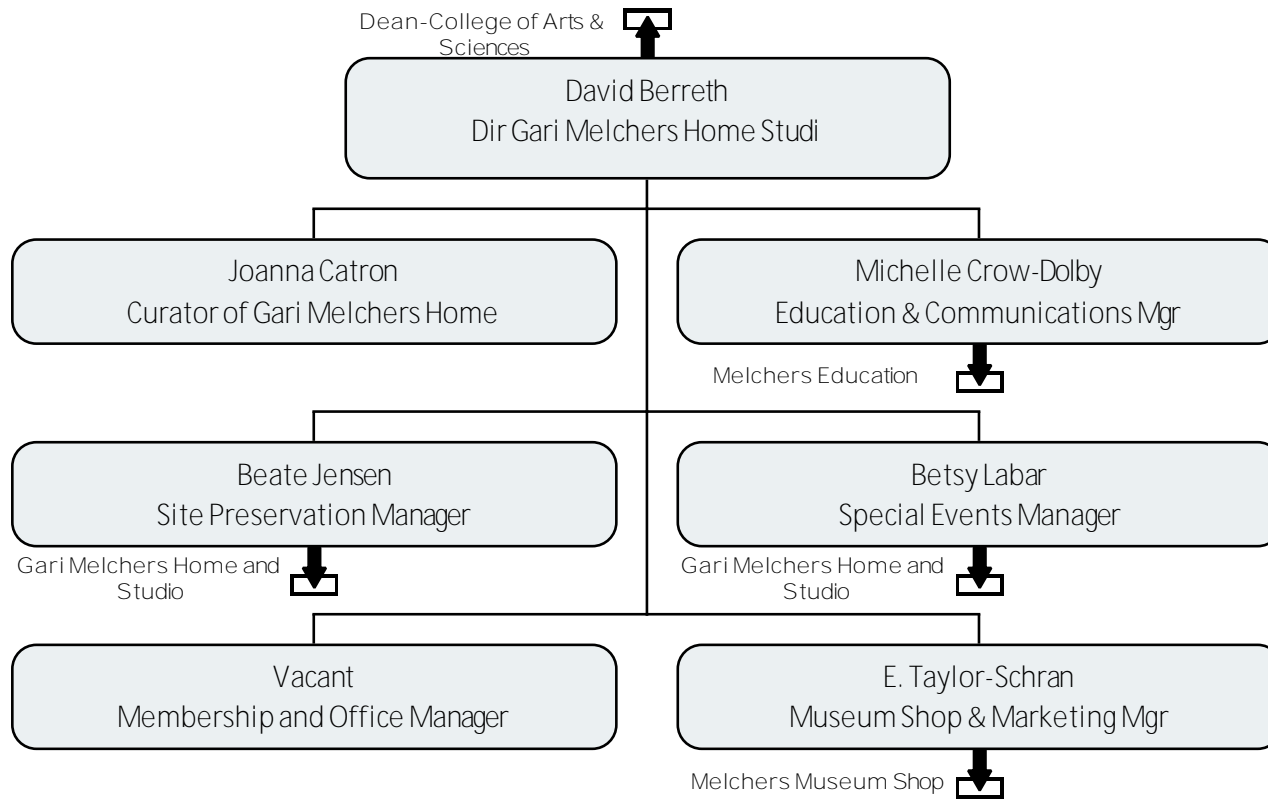 Dean-College of Arts &
Sciences
David Berreth
Dir Gari Melchers Home Studi
Joanna Catron
Curator of Gari Melchers Home
Michelle Crow-Dolby
Education & Communications Mgr
Melchers Education
Beate Jensen
Site Preservation Manager
Betsy Labar
Special Events Manager
Gari Melchers Home and
Studio
Gari Melchers Home and
Studio
Vacant
Membership and Office Manager
E. Taylor-Schran
Museum Shop & Marketing Mgr
Melchers Museum Shop